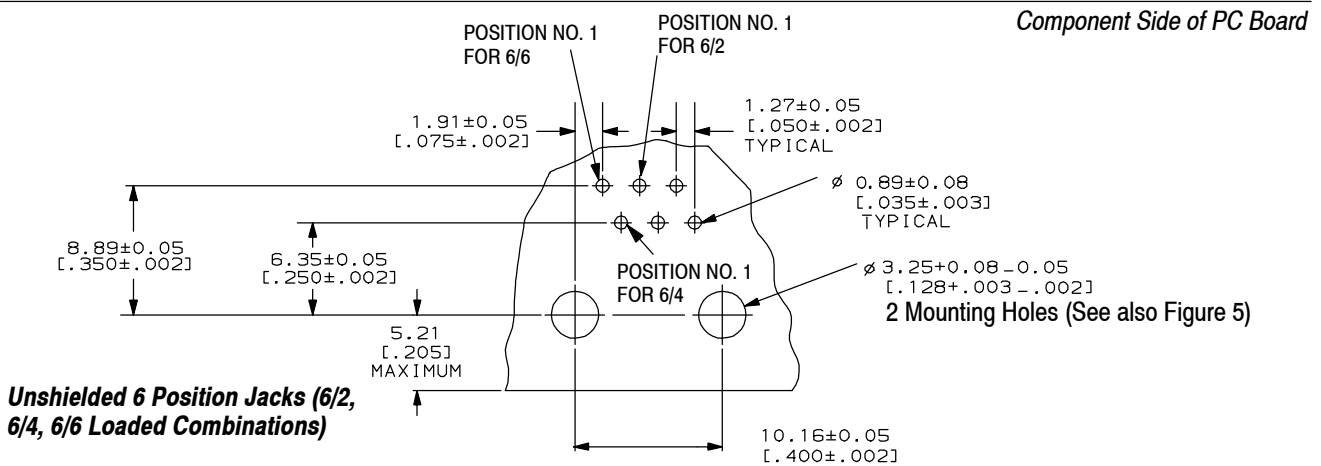 Component Side of PC Board
POSITION NO. 1
FOR 6/6
POSITION NO. 1
FOR 6/2
1.91±0.05
[.075±.002]
1.27±0.05
[.050±.002]
TYPICAL
ø 0.89±0.08
[.035±.003]
TYPICAL
8.89±0.05
[.350±.002]
6.35±0.05
[.250±.002]
POSITION NO. 1
FOR 6/4
ø 3.25+0.08-0.05
[.128+.003-.002]
2 Mounting Holes (See also Figure 5)
5.21
[.205]
MAXIMUM
Unshielded 6 Position Jacks (6/2,
6/4, 6/6 Loaded Combinations)
10.16±0.05
[.400±.002]